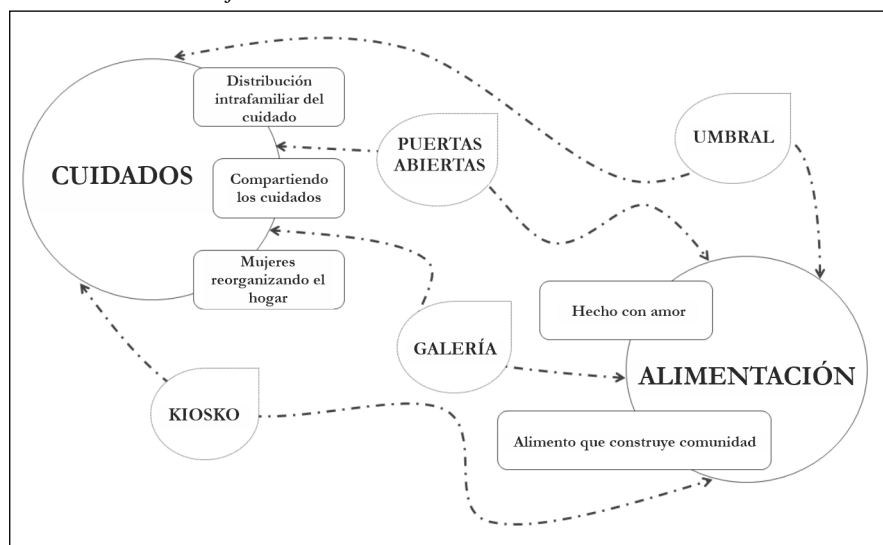 Distribución
intrafamiliar del
cuidado
CUIDADOS
Compartiendo
los cuidados
Mujeres
reorganizando el
hogar
PUERTAS
ABIERTAS
UMBRAL
GALERÍA
KIOSKO
Hecho con amor
ALIMENTACIÓN
Alimento que construye comunidad